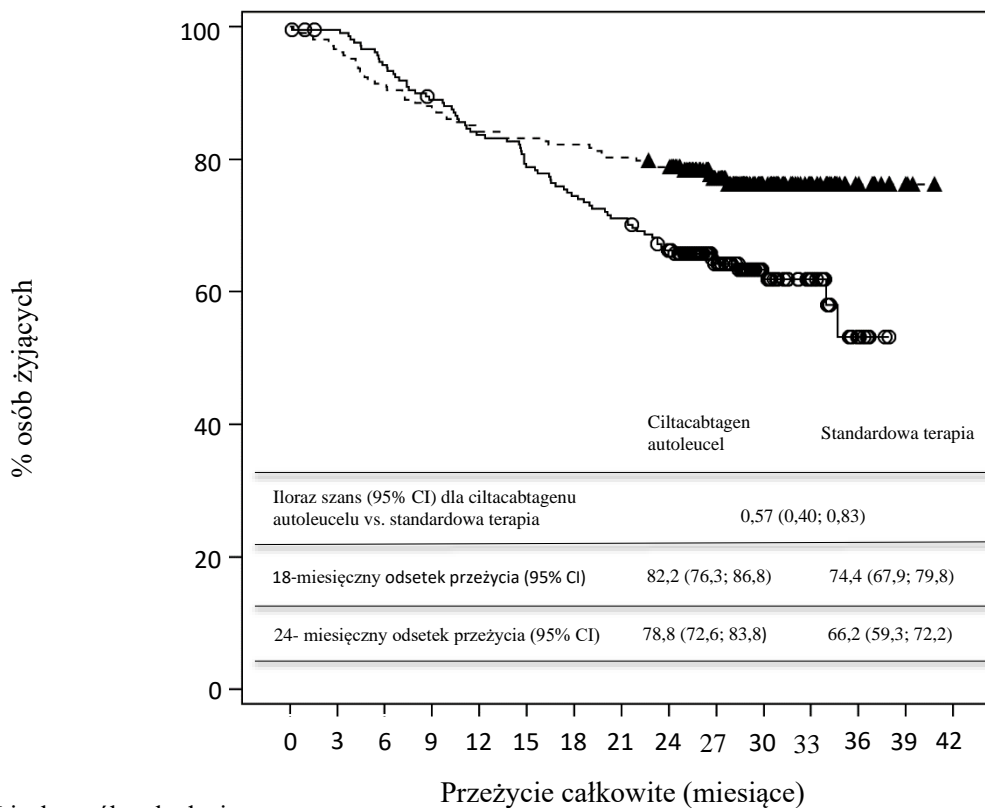 100
80
60
40
20
0
% osób żyjących
Ciltacabtagen
autoleucel
Standardowa terapia
Iloraz szans (95% CI) dla ciltacabtagenu
autoleucelu vs. standardowa terapia
0,57 (0,40; 0,83)
18-miesięczny odsetek przeżycia (95% CI) 82,2 (76,3; 86,8) 74,4 (67,9; 79,8)
24- miesięczny odsetek przeżycia (95% CI) 78,8 (72,6; 83,8) 66,2 (59,3; 72,2)
0 3 6 9 12 15 18 21 24 27 30 33 36 39 42
Przeżycie całkowite (miesiące)